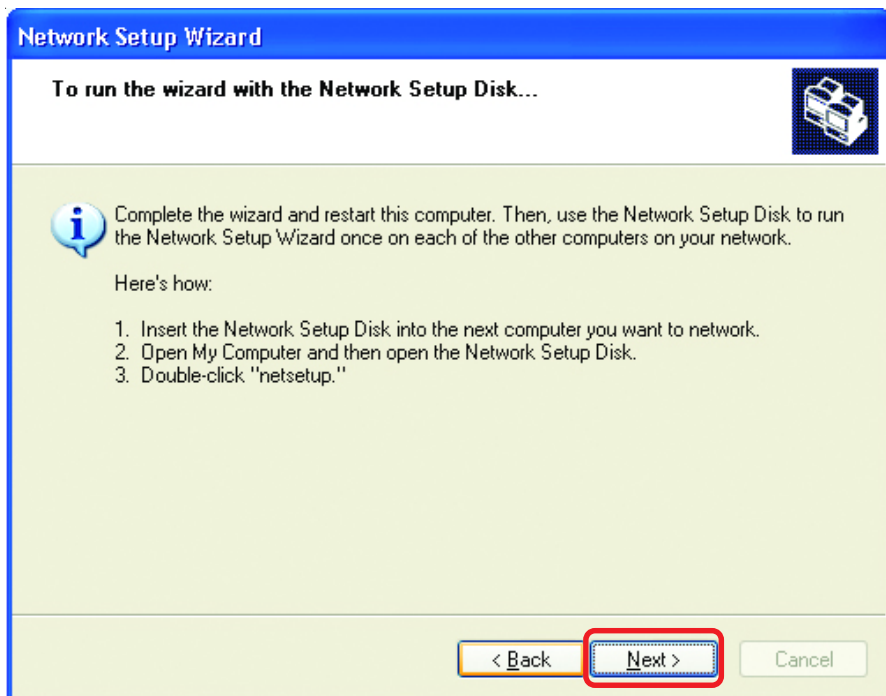 Network Setup Wizard
To run the wizard with the Network Setup Disk...
Complete the wizard and restart this computer. Then, use the Network Setup Disk to run
the Network Setup Wizard once on each of the other computers on your network.
Here's how:
1. Insert the Network Setup Disk into the next computer you want to network.
2. Open My Computer and then open the Network Setup Disk.
3. Double-click "netsetup."
< Back
Next >
Cancel